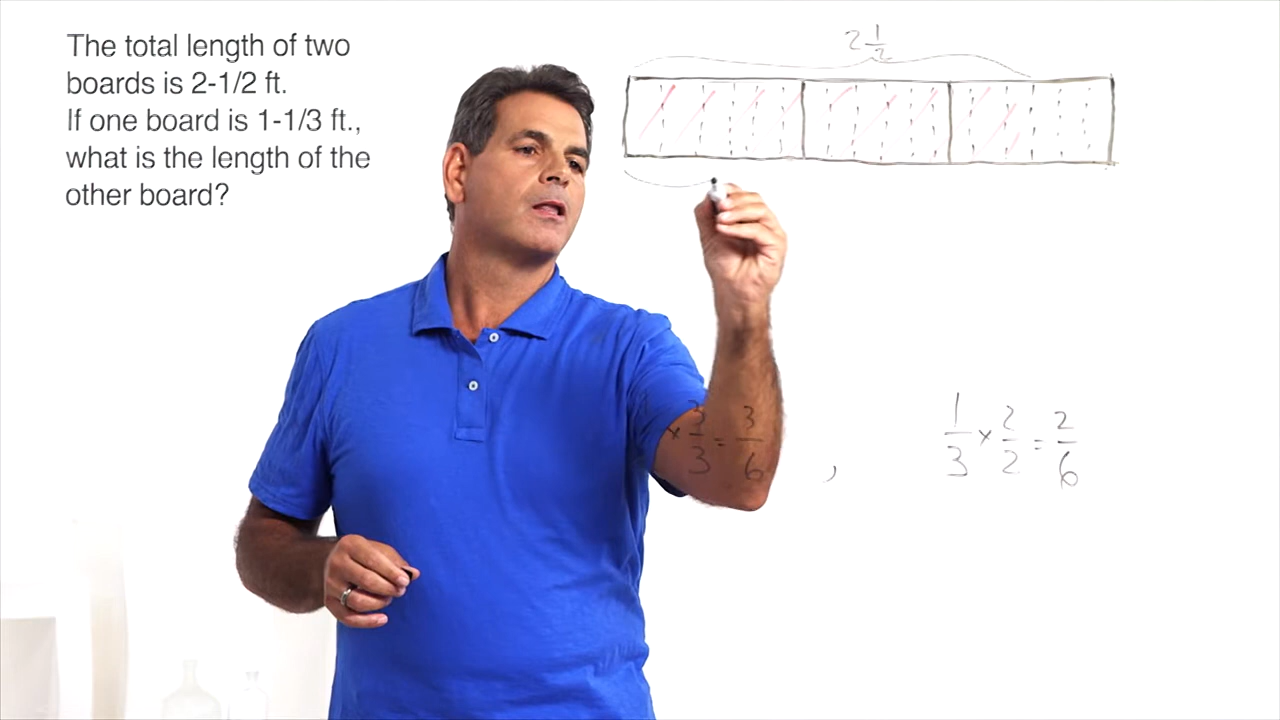 The total length of two
boards is 2-1/2 ft.
If one board is 1-1/3 ft.,
what is the length of the
other board?
2 1/2
× 3/3 = 3/6 , 1/3 × 2/2 = 2/6